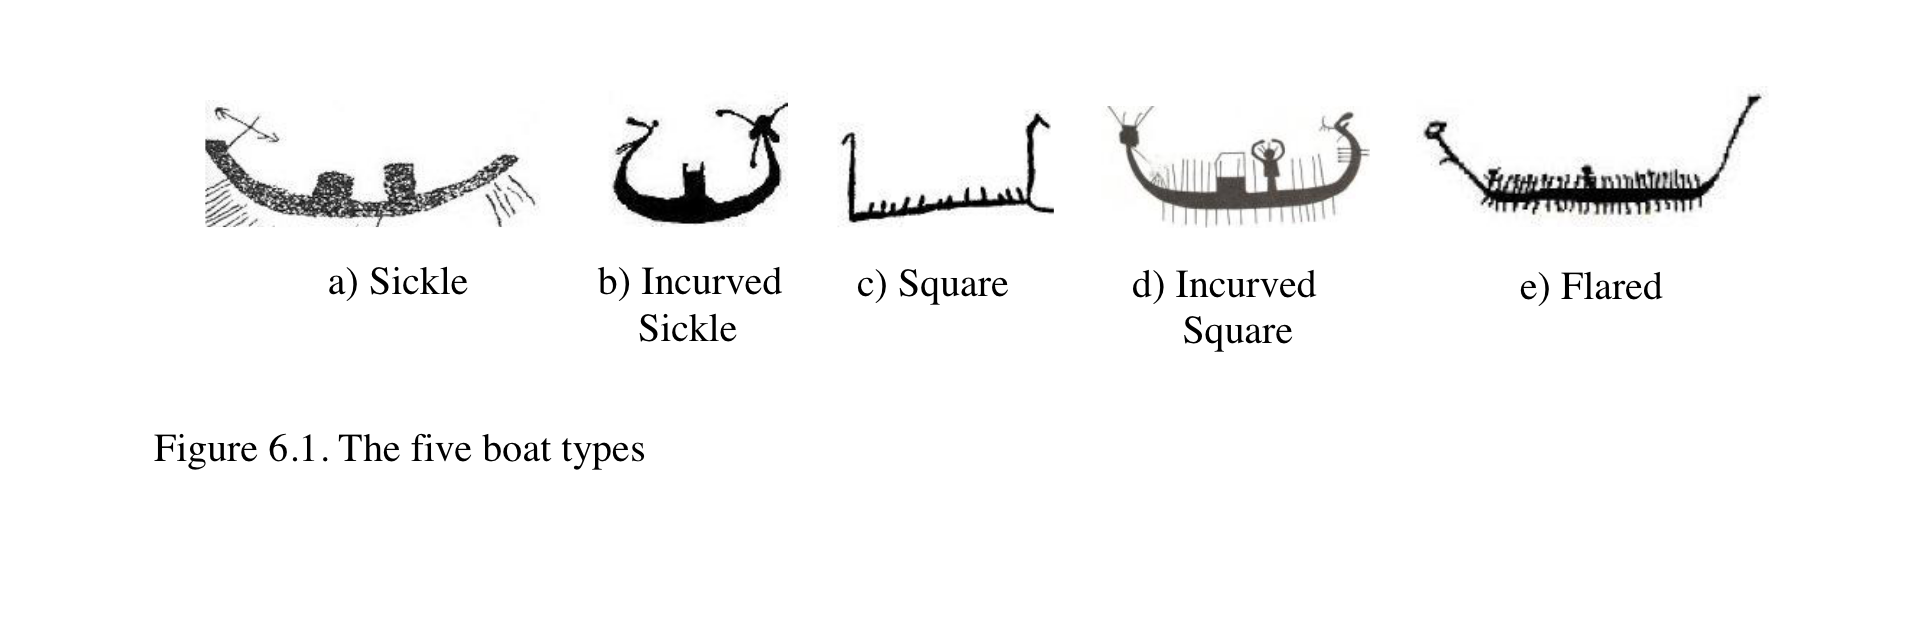 a) Sickle
b) Incurved
Sickle
c) Square
d) Incurved
Square
e) Flared
Figure 6.1. The five boat types